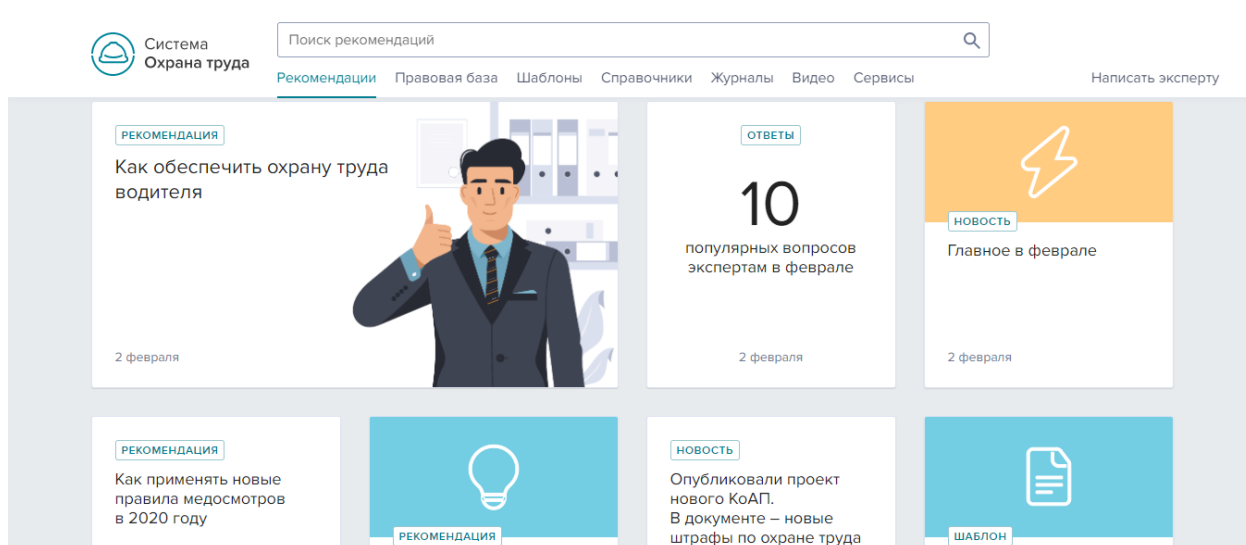 Система
Охрана труда
Поиск рекомендаций
Рекомендации Правовая база Шаблоны Справочники Журналы Видео Сервисы
Написать эксперту
РЕКОМЕНДАЦИЯ
Как обеспечить охрану труда
водителя
2 февраля
ОТВЕТЫ
10
популярных вопросов
экспертам в феврале
2 февраля
НОВОСТЬ
Главное в феврале
2 февраля
РЕКОМЕНДАЦИЯ
Как применять новые
правила медосмотров
в 2020 году
РЕКОМЕНДАЦИЯ
НОВОСТЬ
Опубликовали проект
нового КоАП.
В документе – новые
штрафы по охране труда
ШАБЛОН